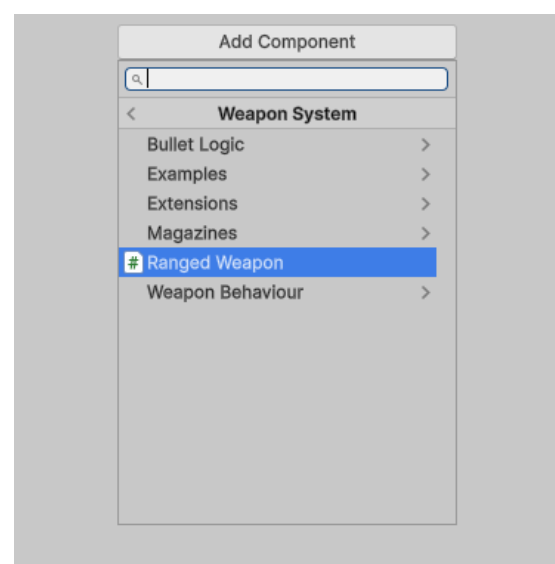 Add Component
Weapon System
Bullet Logic
Examples
Extensions
Magazines
# Ranged Weapon
Weapon Behaviour